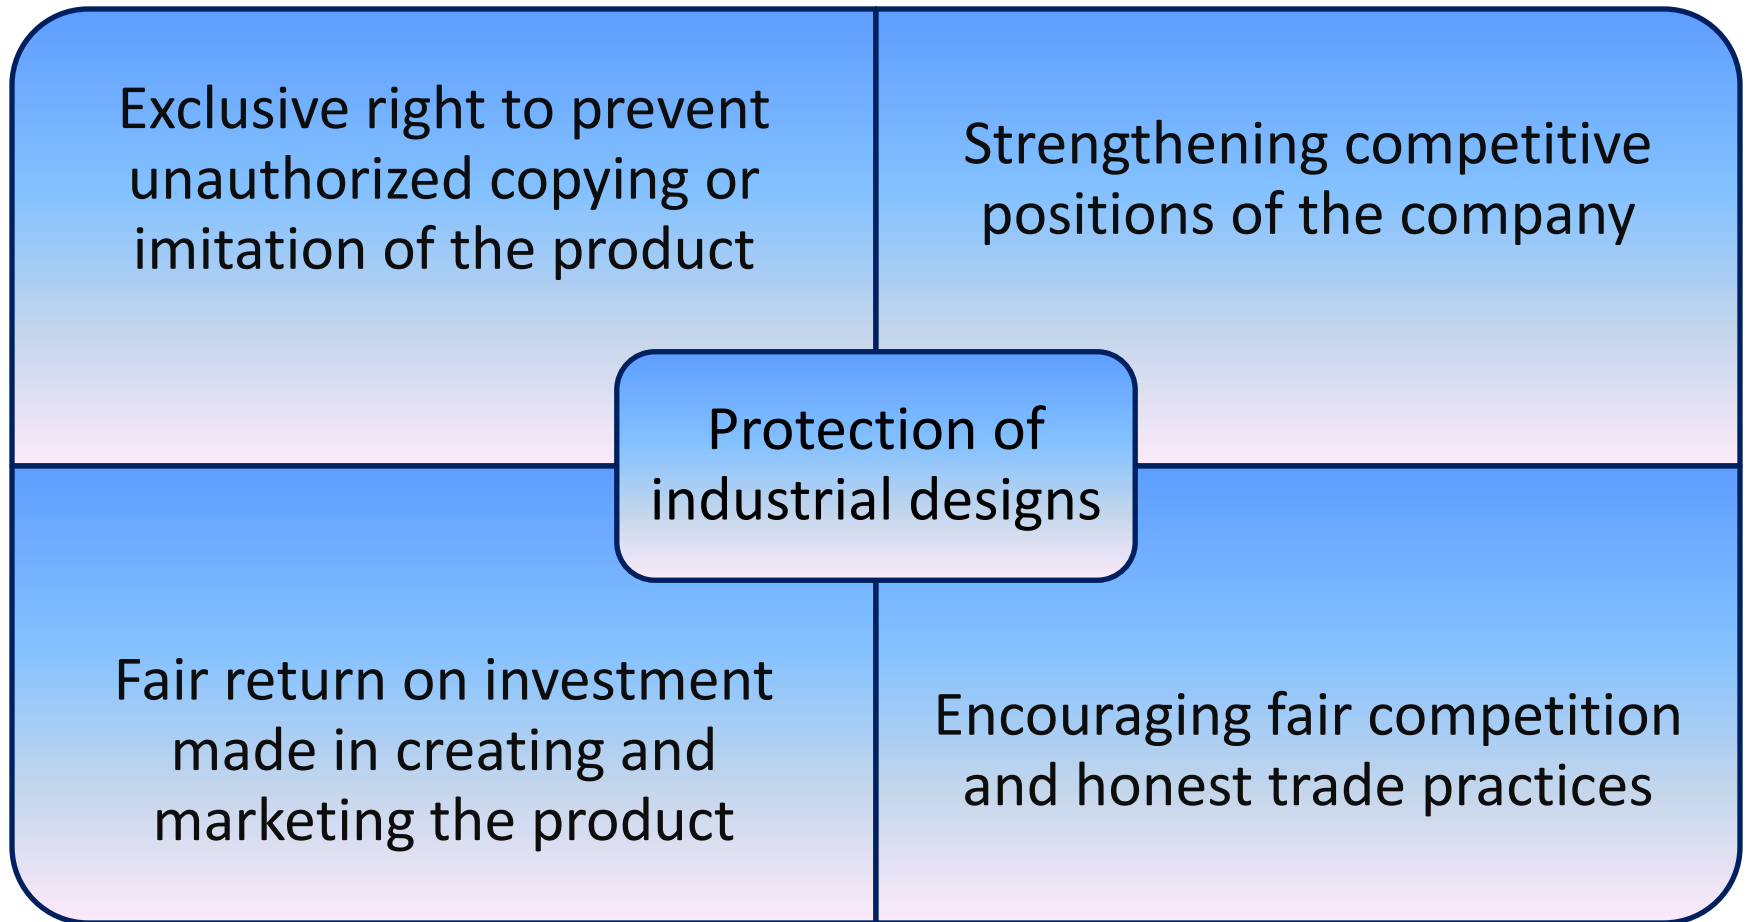 Exclusive right to prevent
unauthorized copying or
imitation of the product
Strengthening competitive
positions of the company
Protection of
industrial designs
Fair return on investment
made in creating and
marketing the product
Encouraging fair competition
and honest trade practices